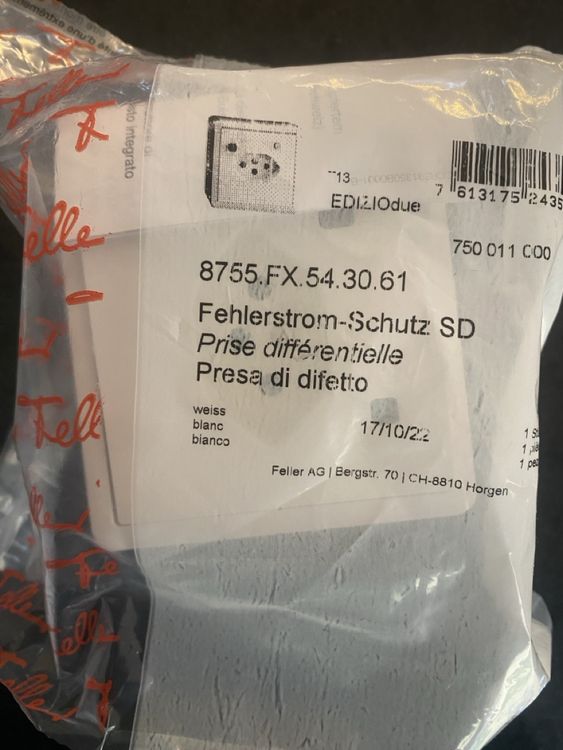 Feller
T13
EDIZIOdue
7 613175 2435
750 011 000
8755.FX.54.30.61
Fehlerstrom-Schutz SD
Prise différentielle
Presa di difetto
weiss
blanc
bianco
17/10/22
Feller AG | Bergstr. 70 | CH-8810 Horgen